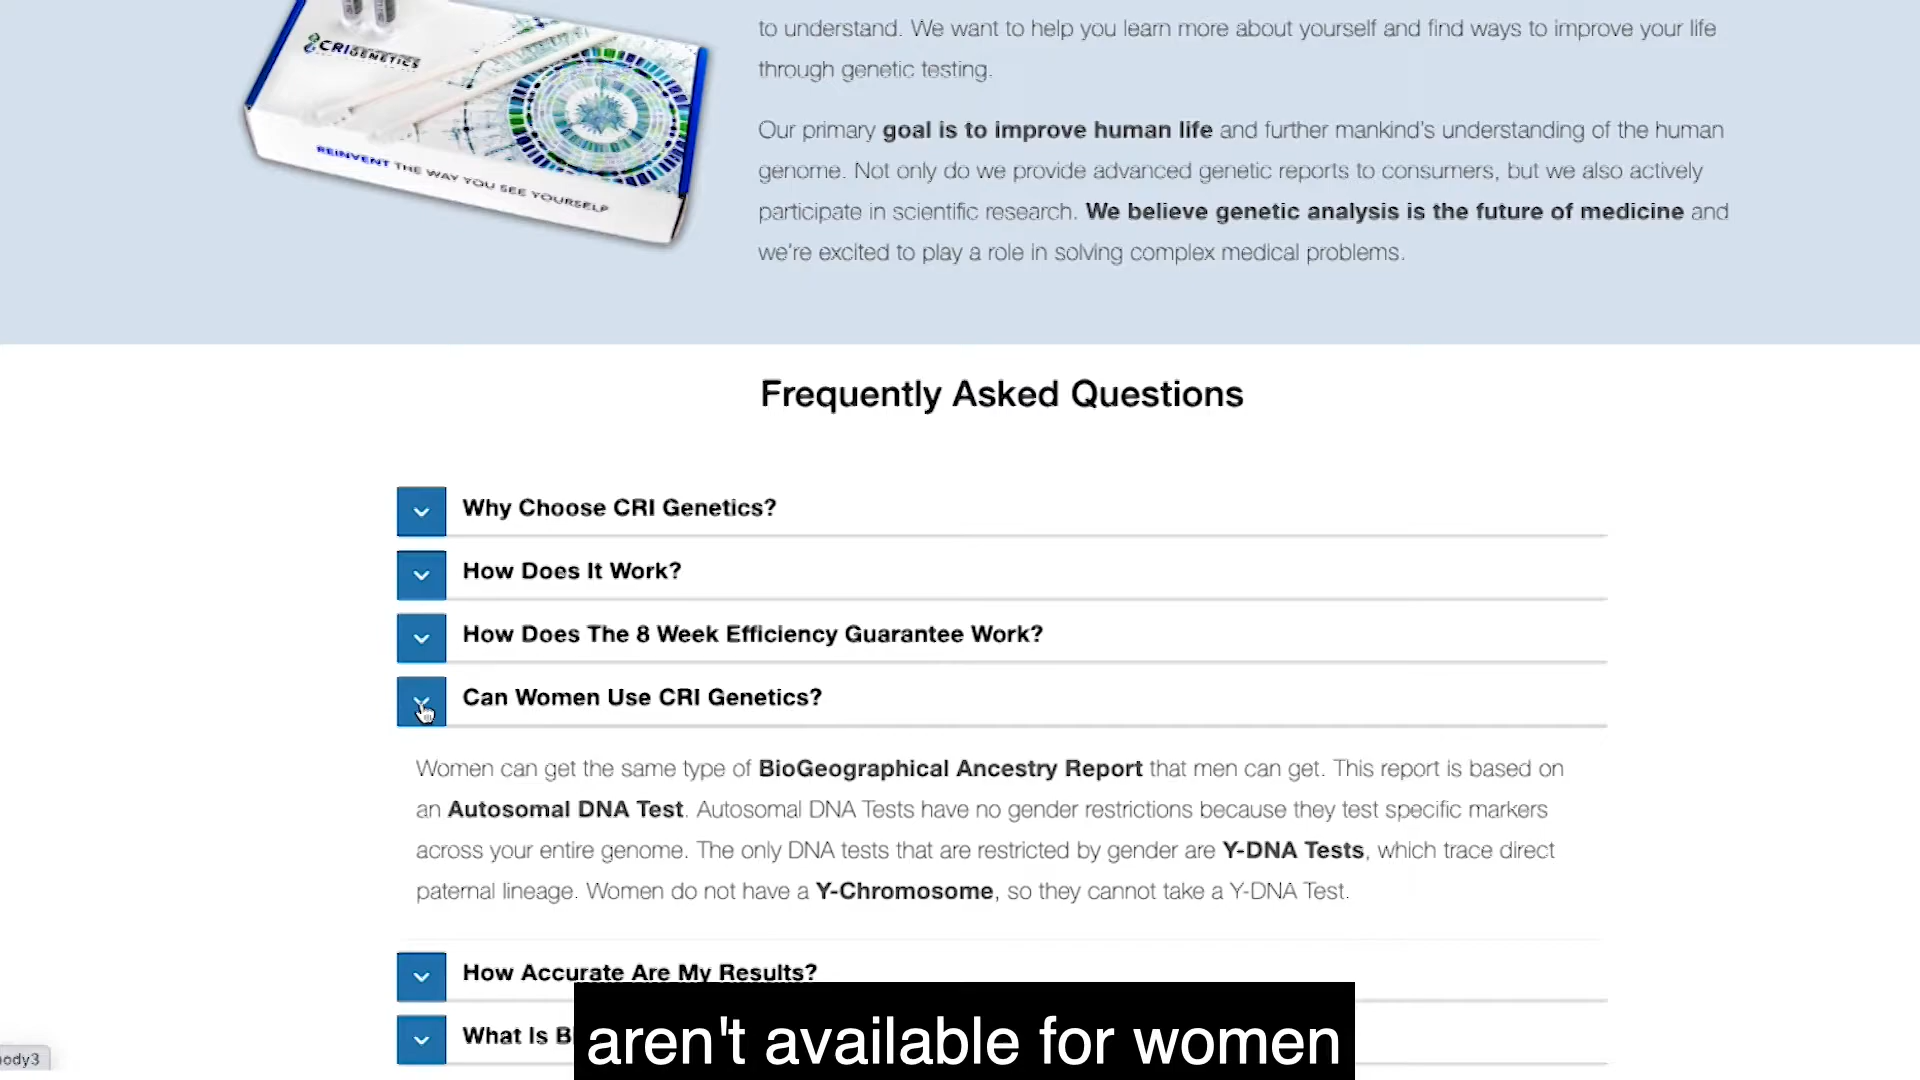 CRIGENETICS
REINVENT THE WAY YOU SEE YOURSELF
to understand. We want to help you learn more about yourself and find ways to improve your life
through genetic testing.
Our primary goal is to improve human life and further mankind's understanding of the human
genome. Not only do we provide advanced genetic reports to consumers, but we also actively
participate in scientific research. We believe genetic analysis is the future of medicine and
we're excited to play a role in solving complex medical problems.
Frequently Asked Questions
Why Choose CRI Genetics?
How Does It Work?
How Does The 8 Week Efficiency Guarantee Work?
Can Women Use CRI Genetics?
Women can get the same type of BioGeographical Ancestry Report that men can get. This report is based on
an Autosomal DNA Test. Autosomal DNA Tests have no gender restrictions because they test specific markers
across your entire genome. The only DNA tests that are restricted by gender are Y-DNA Tests, which trace direct
paternal lineage. Women do not have a Y-Chromosome, so they cannot take a Y-DNA Test.
How Accurate Are My Results?
What Is B
aren't available for women
ody3